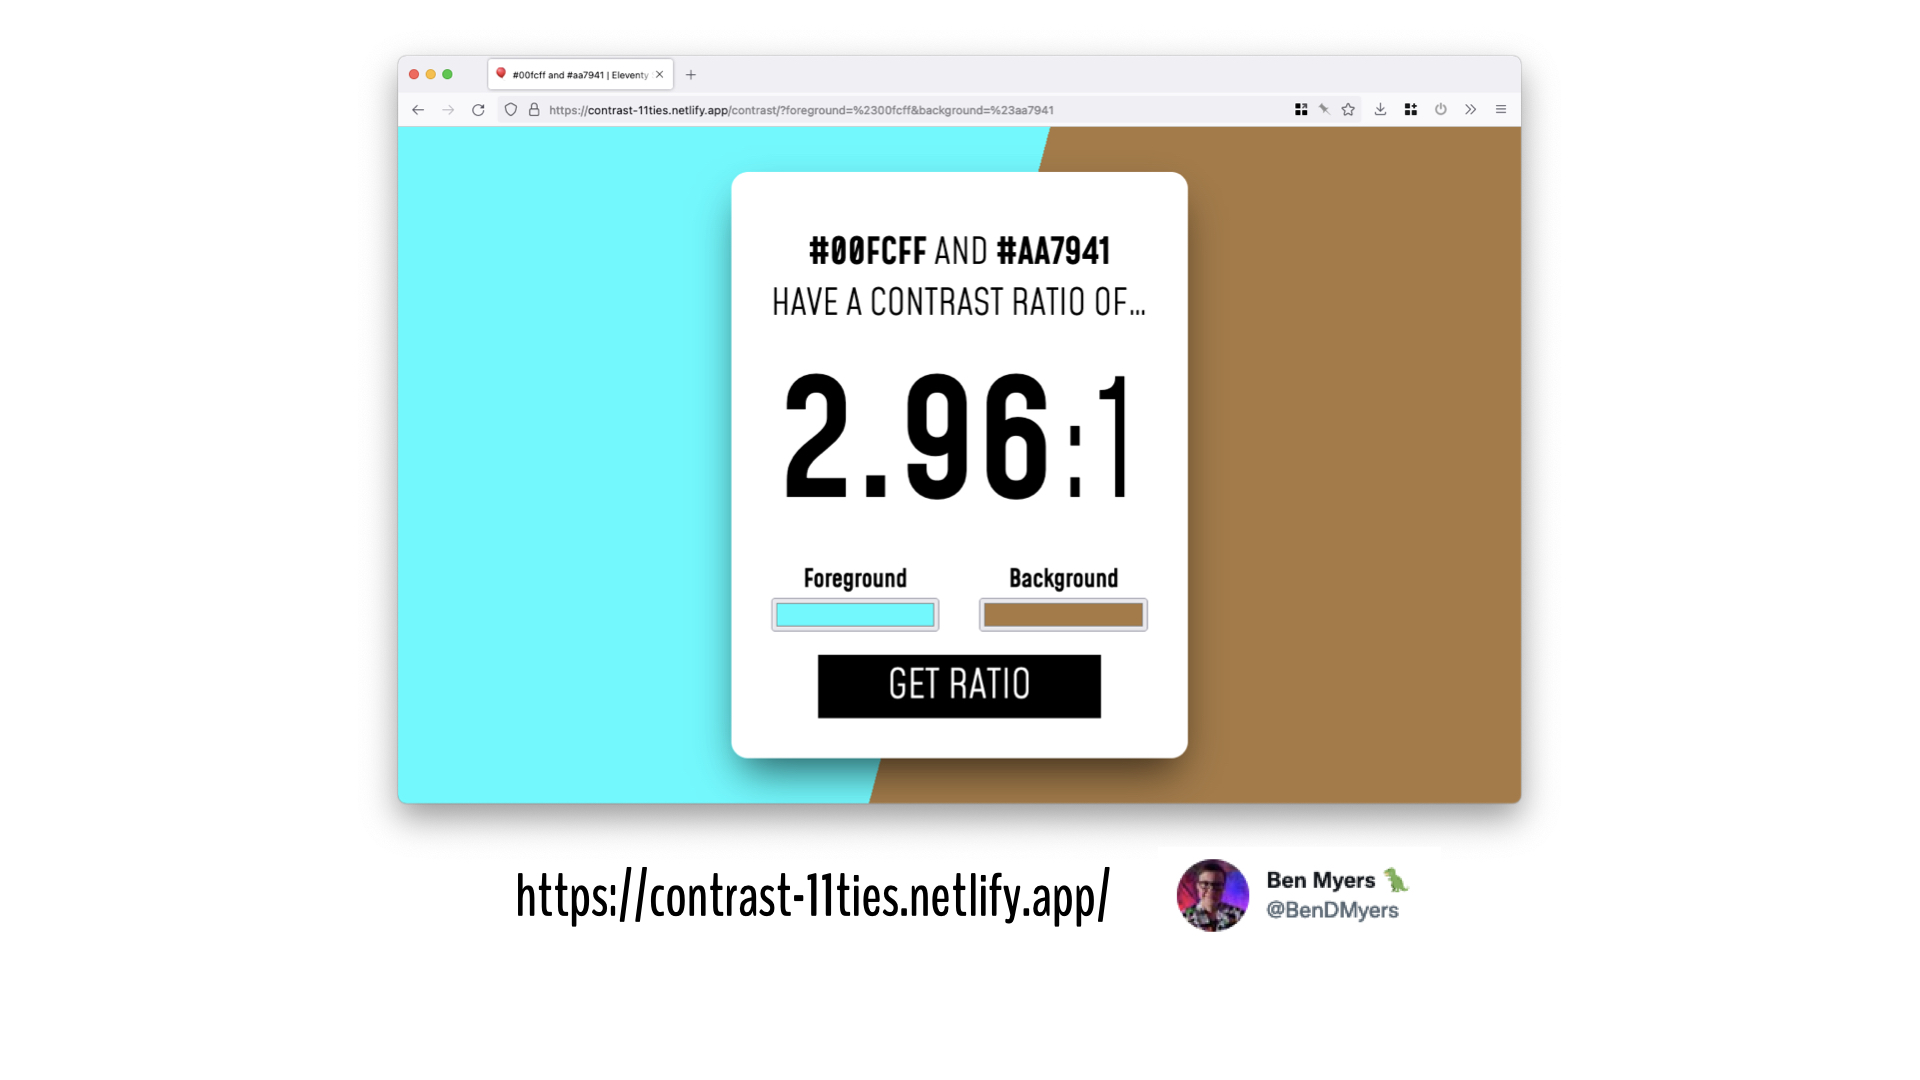 #00fcff and #aa7941 | Eleventy
https://contrast-11ties.netlify.app/contrast/?foreground=%2300fcff&background=%23aa7941
#00FCFF AND #AA7941
HAVE A CONTRAST RATIO OF...
2.96:1
Foreground Background
GET RATIO
https://contrast-11ties.netlify.app/
Ben Myers
@BenDMyers